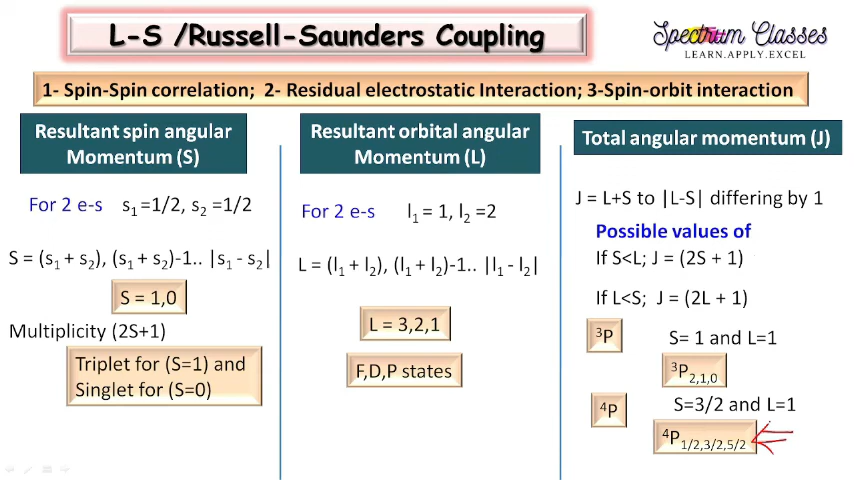 L-S /Russell-Saunders Coupling
Spectrum Classes
LEARN.APPLY.EXCEL
1- Spin-Spin correlation; 2- Residual electrostatic Interaction; 3-Spin-orbit interaction
Resultant spin angular
Momentum (S)
For 2 e-s s₁=1/2, s₂ =1/2
S = (s₁ + s₂), (s₁ + s₂)-1.. |s₁ - s₂|
S = 1,0
Multiplicity (2S+1)
Triplet for (S=1) and
Singlet for (S=0)
Resultant orbital angular
Momentum (L)
For 2 e-s l₁ = 1, l₂ =2
L = (l₁ + l₂), (l₁ + l₂)-1.. |l₁ - l₂|
L = 3,2,1
F,D,P states
Total angular momentum (J)
J = L+S to |L-S| differing by 1
Possible values of
If S<L; J = (2S + 1)
If L<S; J = (2L + 1)
³P
S= 1 and L=1
³P₂,₁,₀
⁴P
S=3/2 and L=1
⁴P₁/₂,₃/₂,₅/₂